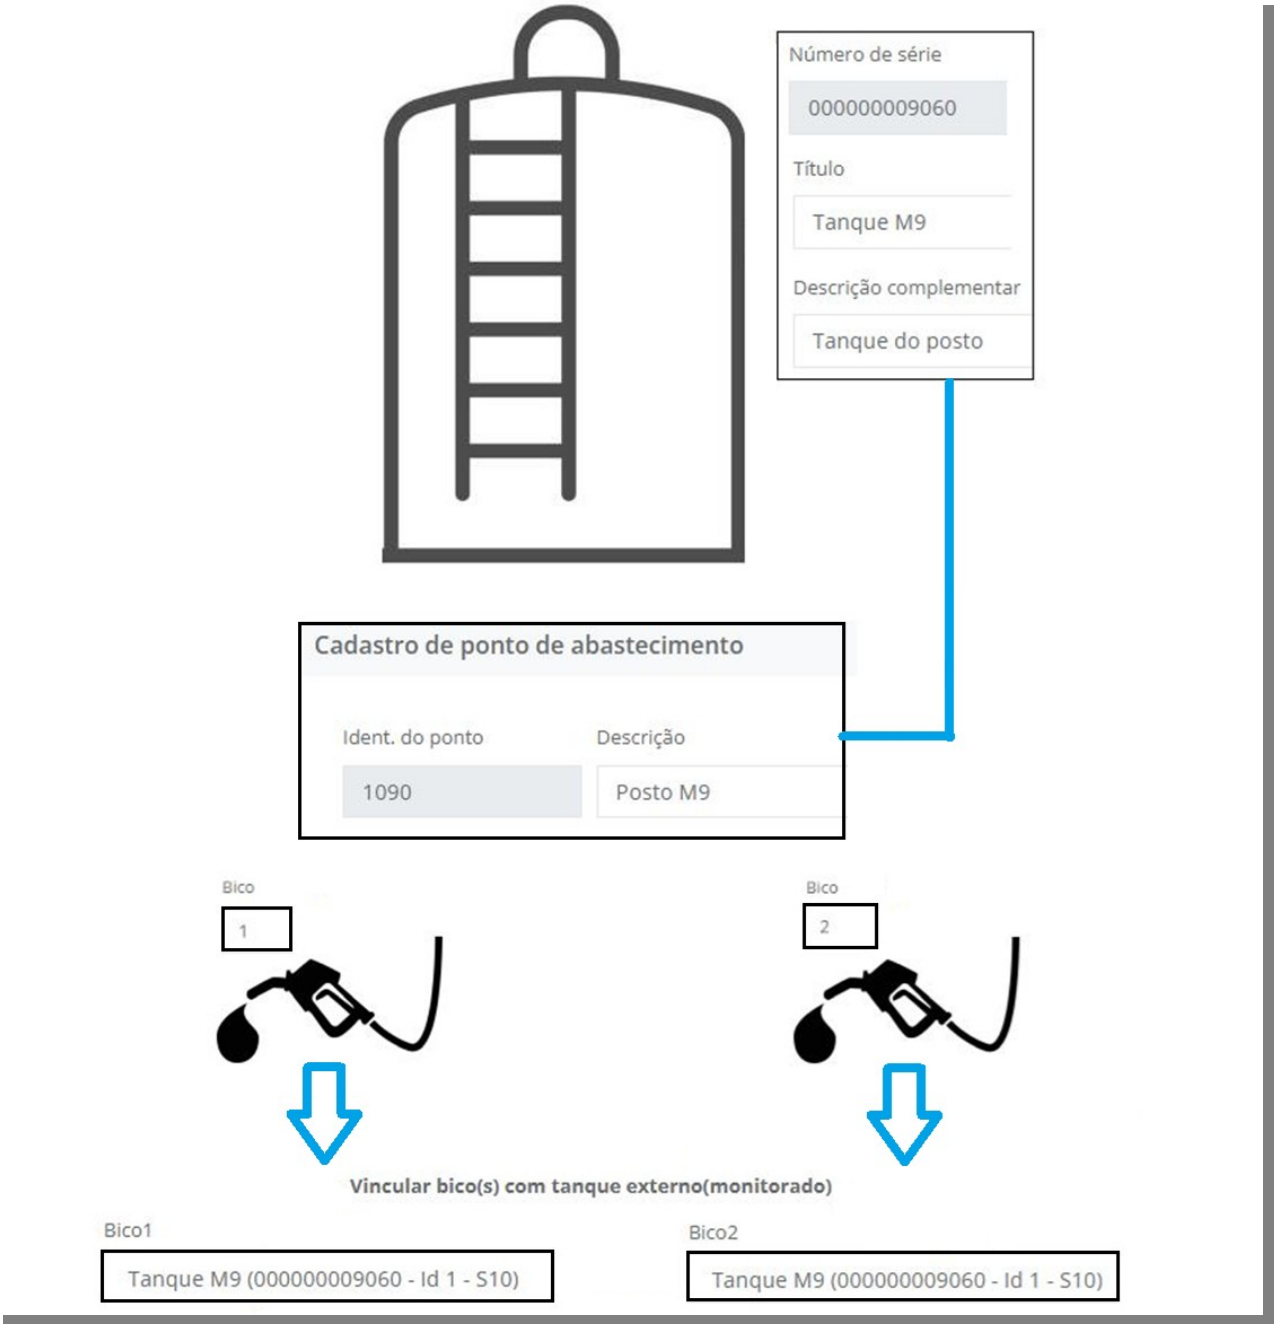 Número de série
000000009060
Título
Tanque M9
Descrição complementar
Tanque do posto
Cadastro de ponto de abastecimento
Ident. do ponto Descrição
1090 Posto M9
Bico Bico
1 2
Vincular bico(s) com tanque externo(monitorado)
Bico1 Bico2
Tanque M9 (000000009060 - Id 1 - S10) Tanque M9 (000000009060 - Id 1 - S10)